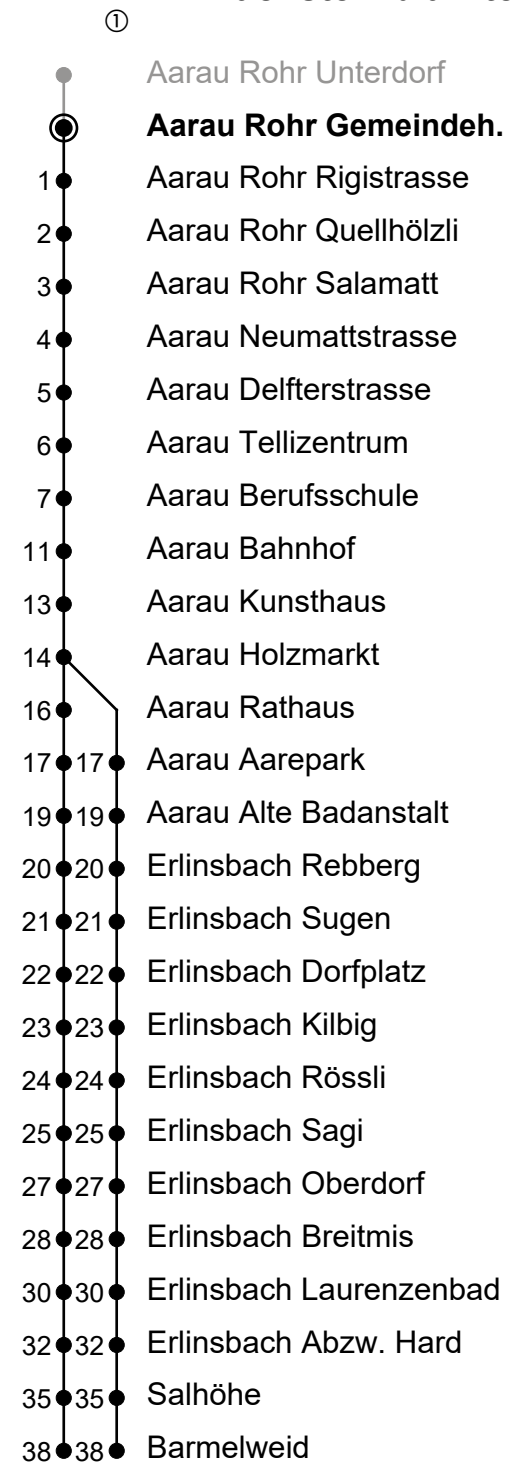 ①
Aarau Rohr Unterdorf
Aarau Rohr Gemeindeh.
1 Aarau Rohr Rigistrasse
2 Aarau Rohr Quellhölzli
3 Aarau Rohr Salamatt
4 Aarau Neumattstrasse
5 Aarau Delfterstrasse
6 Aarau Tellizentrum
7 Aarau Berufsschule
11 Aarau Bahnhof
13 Aarau Kunsthaus
14 Aarau Holzmarkt
16 Aarau Rathaus
17 17 Aarau Aarepark
19 19 Aarau Alte Badanstalt
20 20 Erlinsbach Rebberg
21 21 Erlinsbach Sugen
22 22 Erlinsbach Dorfplatz
23 23 Erlinsbach Kilbig
24 24 Erlinsbach Rössli
25 25 Erlinsbach Sagi
27 27 Erlinsbach Oberdorf
28 28 Erlinsbach Breitmis
30 30 Erlinsbach Laurenzenbad
32 32 Erlinsbach Abzw. Hard
35 35 Salhöhe
38 38 Barmelweid